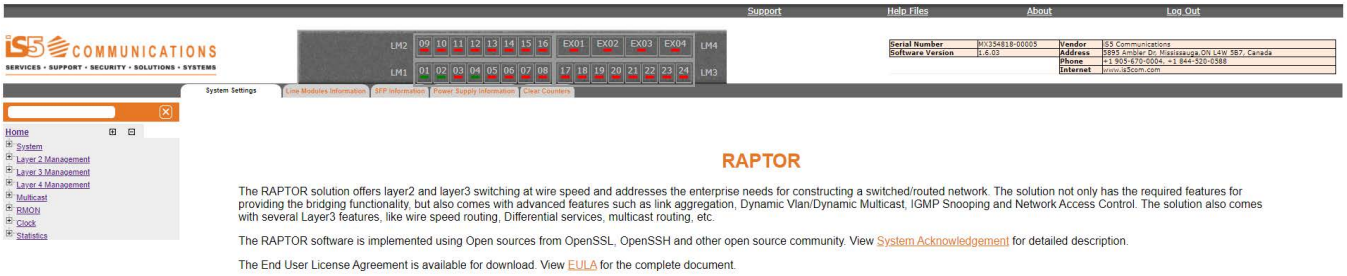 Support Help Files About Log Out
iS5 COMMUNICATIONS
SERVICES • SUPPORT • SECURITY • SOLUTIONS • SYSTEMS
LM2 09 10 11 12 13 14 15 16 EX01 EX02 EX03 EX04 LM4
LM1 01 02 03 04 05 06 07 08 17 18 19 20 21 22 23 24 LM3
Serial Number MX354818-00005
Software Version 1.6.03
Vendor iS5 Communications
Address 5895 Ambler Dr, Mississauga,ON L4W 5B7, Canada
Phone +1 905-670-0004, +1 844-520-0588
Internet www.is5com.com
System Settings Line Modules Information SFP Information Power Supply Information Clear Counters
Home
System
Layer 2 Management
Layer 3 Management
Layer 4 Management
Multicast
RMON
Clock
Statistics
RAPTOR
The RAPTOR solution offers layer2 and layer3 switching at wire speed and addresses the enterprise needs for constructing a switched/routed network. The solution not only has the required features for
providing the bridging functionality, but also comes with advanced features such as link aggregation, Dynamic Vlan/Dynamic Multicast, IGMP Snooping and Network Access Control. The solution also comes
with several Layer3 features, like wire speed routing, Differential services, multicast routing, etc.
The RAPTOR software is implemented using Open sources from OpenSSL, OpenSSH and other open source community. View System Acknowledgement for detailed description.
The End User License Agreement is available for download. View EULA for the complete document.